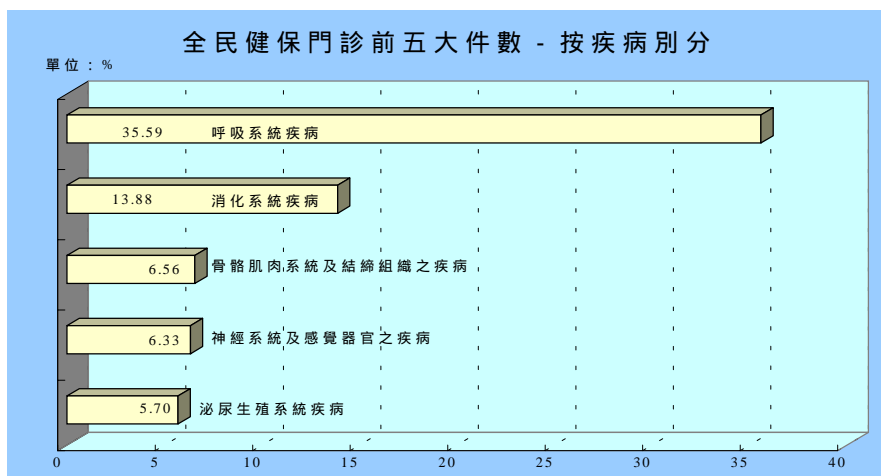 全民健保門診前五大件數 - 按疾病別分
單位：%
35.59 呼吸系統疾病
13.88 消化系統疾病
6.56 骨骼肌肉系統及結締組織之疾病
6.33 神經系統及感覺器官之疾病
5.70 泌尿生殖系統疾病
0 5 10 15 20 25 30 35 40